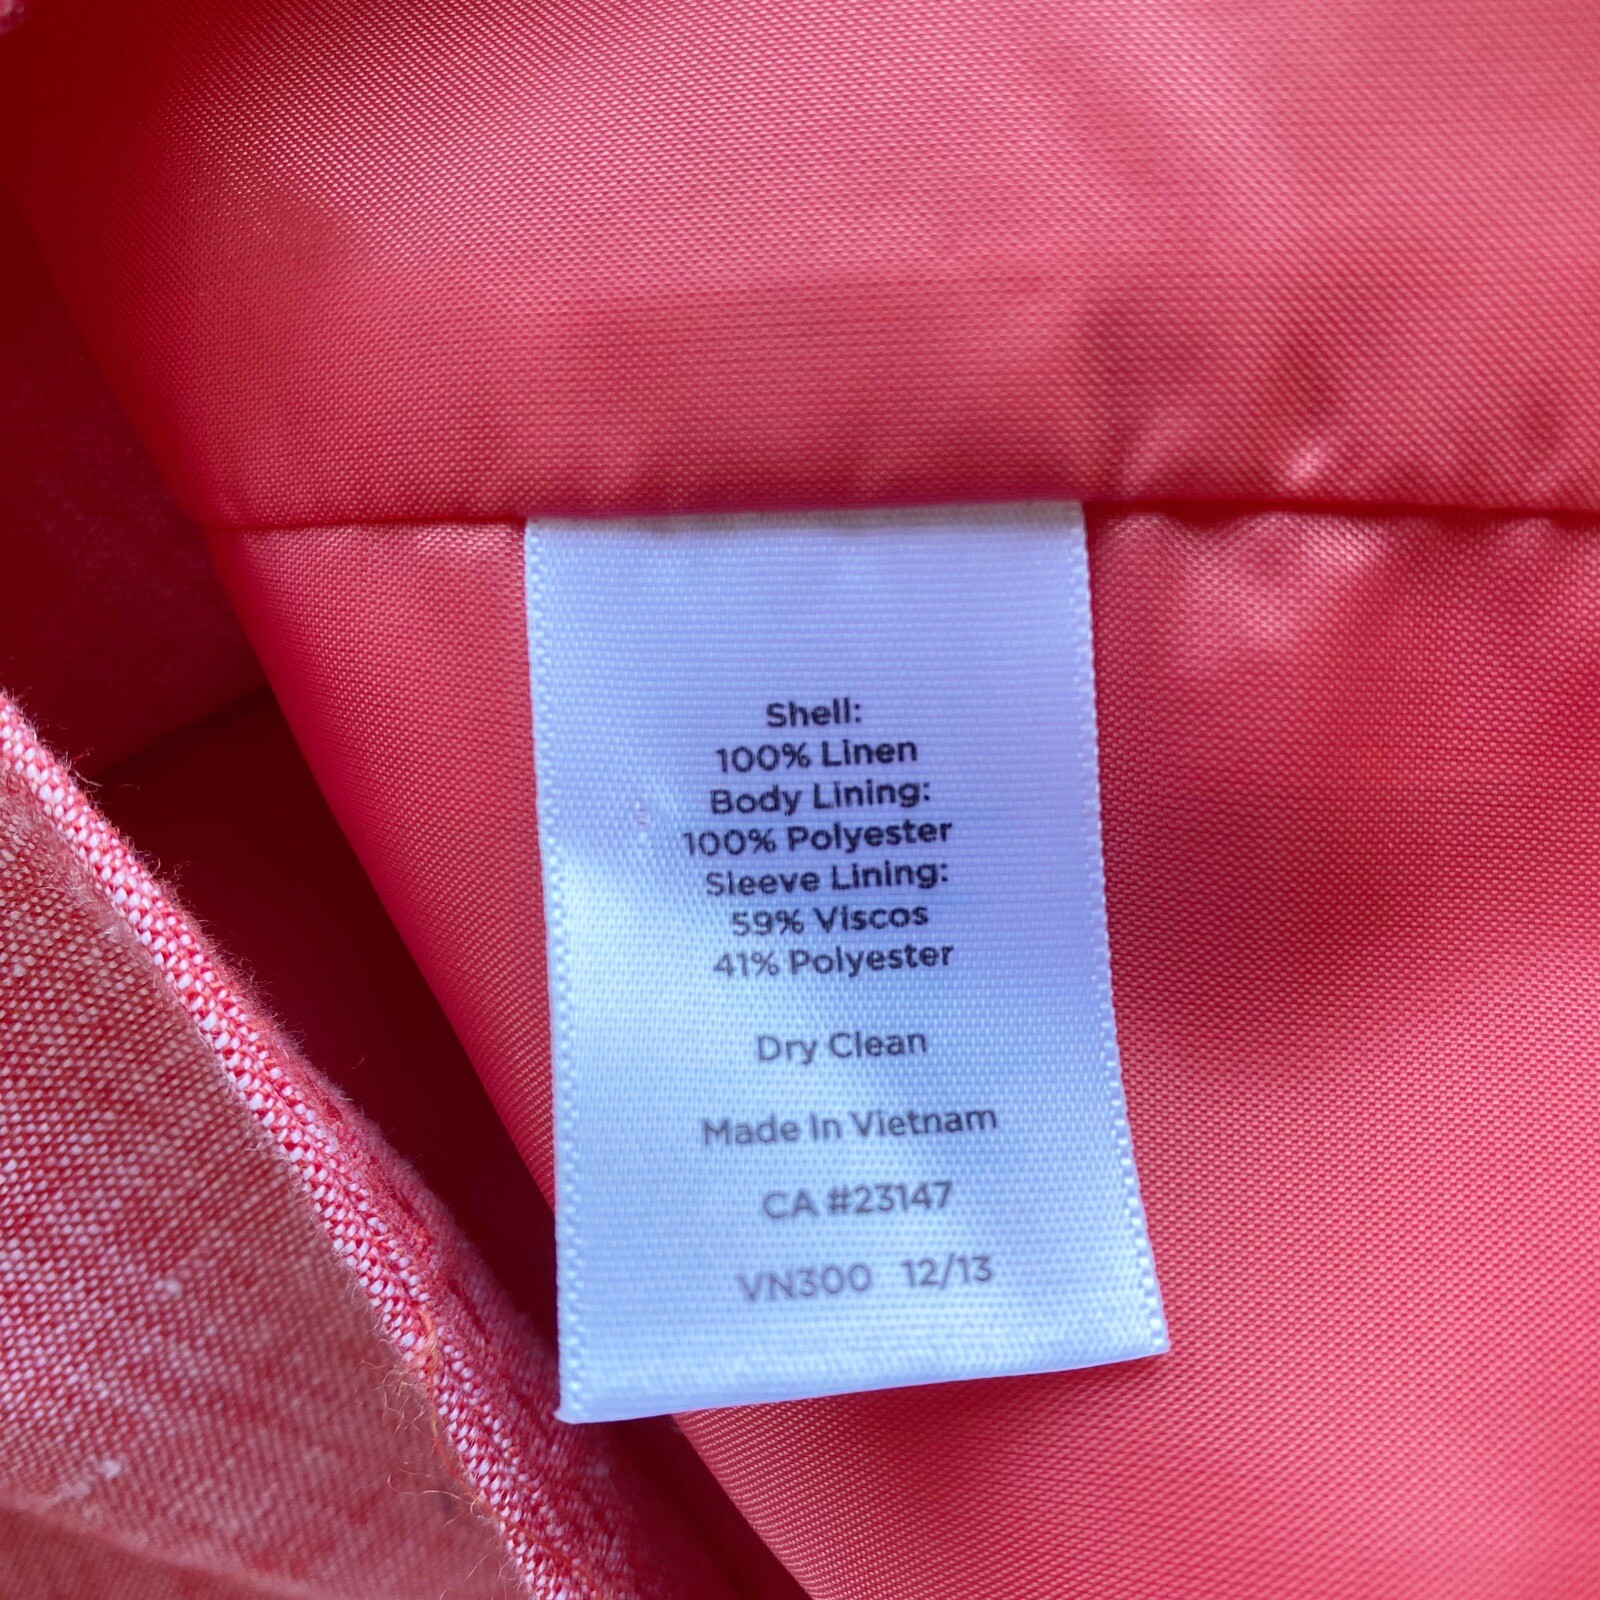 Shell:
100% Linen
Body Lining:
100% Polyester
Sleeve Lining:
59% Viscos
41% Polyester
Dry Clean
Made In Vietnam
CA #23147
VN300 12/13